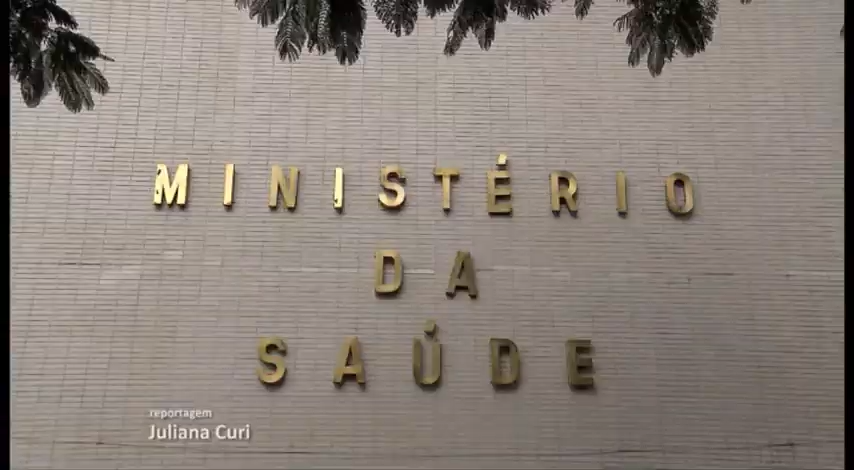 MINISTÉRIO
DA
SAÚDE
reportagem
Juliana Curi